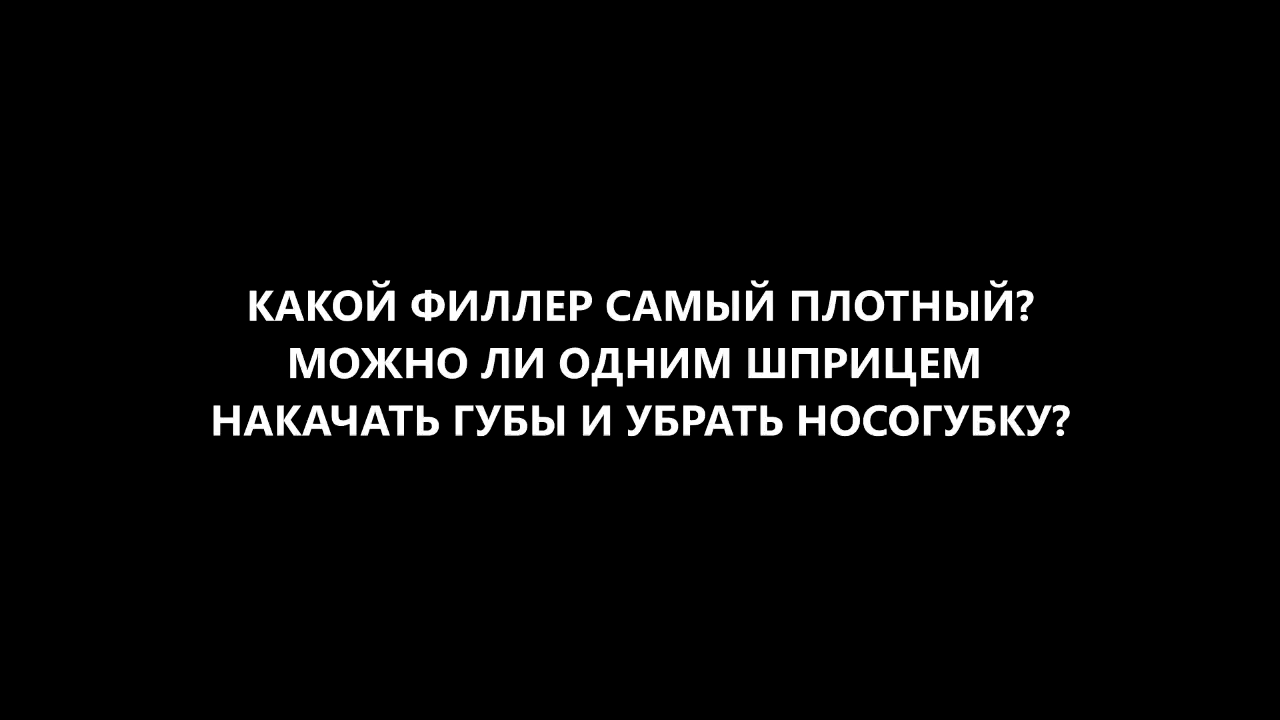 КАКОЙ ФИЛЛЕР САМЫЙ ПЛОТНЫЙ?
МОЖНО ЛИ ОДНИМ ШПРИЦЕМ
НАКАЧАТЬ ГУБЫ И УБРАТЬ НОСОГУБКУ?